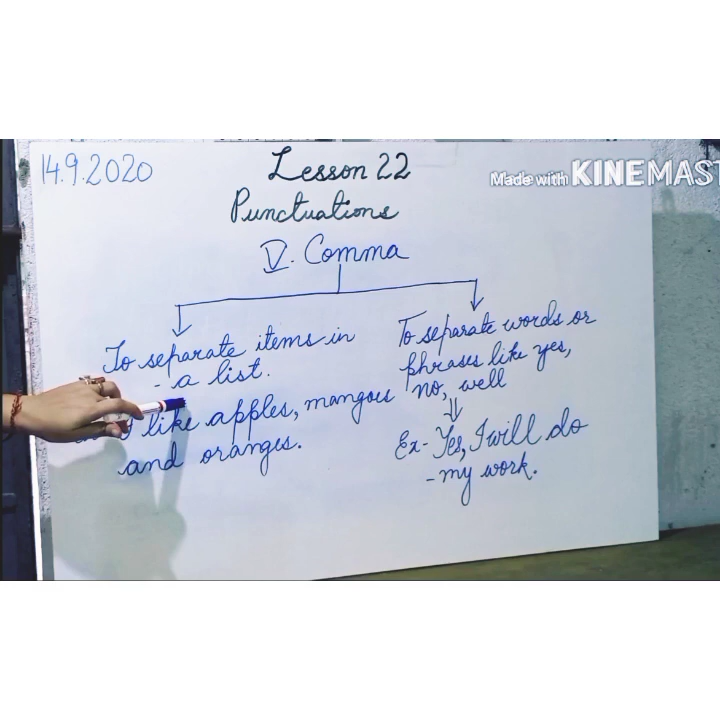 14.9.2020
Lesson 22
Punctuations
V. Comma
To separate items in
- a list.
I like apples, mangoes
and oranges.
To separate words or
phrases like yes,
no, well
Ex- Yes, I will do
- my work.
Made with KINEMAST